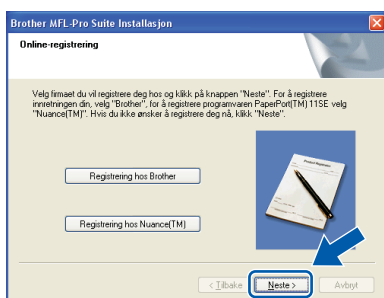 Brother MFL-Pro Suite Installasjon
Online-registrering
Velg firmaet du vil registrere deg hos og klikk på knappen "Neste". For å registrere
innretningen din, velg "Brother", for å registrere programvaren PaperPort(TM) 11SE velg
"Nuance(TM)". Hvis du ikke ønsker å registrere deg nå, klikk "Neste".
Registrering hos Brother
Registrering hos Nuance(TM)
< Tilbake Neste > Avbryt